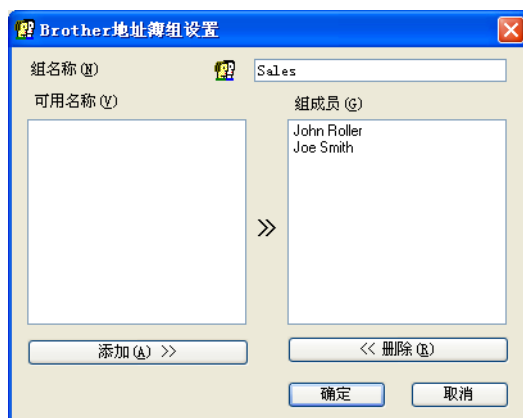 Brother地址簿组设置
组名称(N) Sales
可用名称(V) 组成员(G)
John Roller
Joe Smith
>>
添加(A) >> << 删除(R)
确定 取消